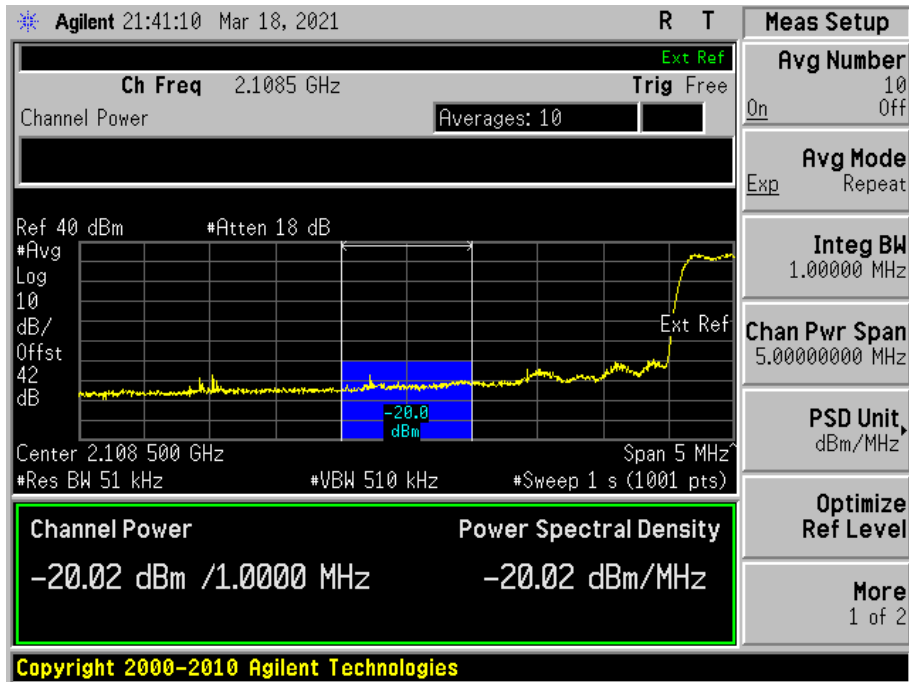 Agilent 21:41:10 Mar 18, 2021 R T
Ext Ref
Ch Freq 2.1085 GHz Trig Free
Channel Power Averages: 10
Ref 40 dBm #Atten 18 dB
#Avg
Log
10
dB/
Offst
42
dB
Ext Ref
-20.0
dBm
Center 2.108 500 GHz Span 5 MHz^
#Res BW 51 kHz #VBW 510 kHz #Sweep 1 s (1001 pts)
Channel Power Power Spectral Density
-20.02 dBm /1.0000 MHz -20.02 dBm/MHz
Copyright 2000-2010 Agilent Technologies
Meas Setup
Avg Number
10
On Off
Avg Mode
Exp Repeat
Integ BW
1.00000 MHz
Chan Pwr Span
5.00000000 MHz
PSD Unit
dBm/MHz
Optimize
Ref Level
More
1 of 2